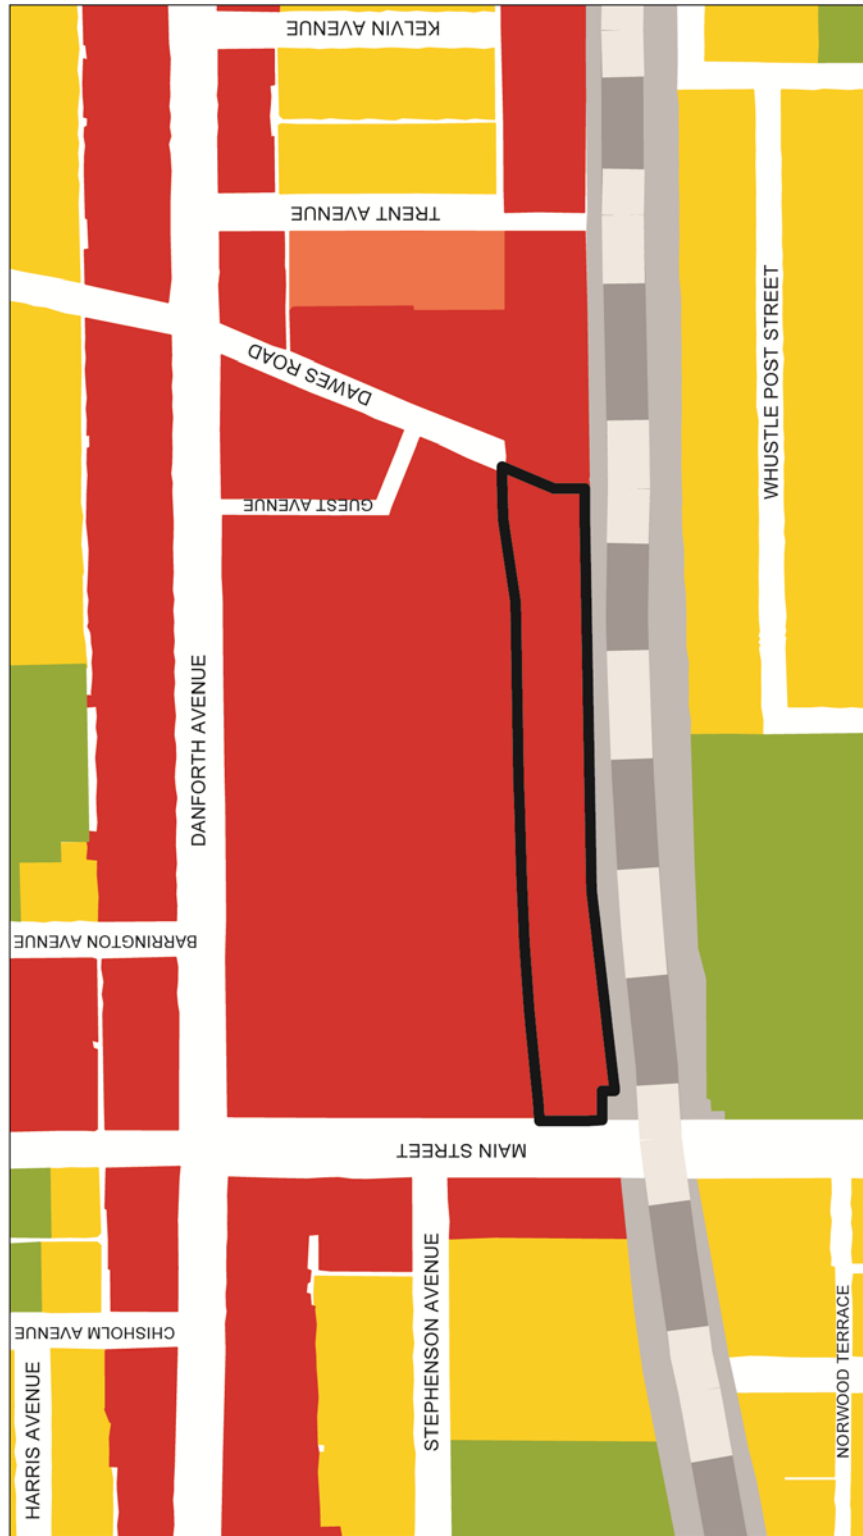 KELVIN AVENUE
TRENT AVENUE
DAWES ROAD
GUEST AVENUE
WHUSTLE POST STREET
DANFORTH AVENUE
BARRINGTON AVENUE
MAIN STREET
CHISHOLM AVENUE
STEPHENSON AVENUE
HARRIS AVENUE
NORWOOD TERRACE